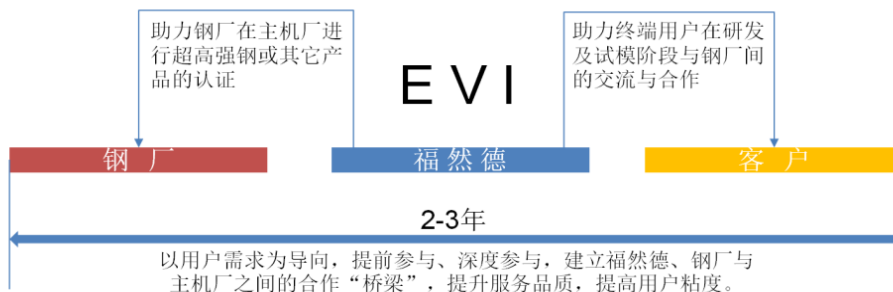 助力钢厂在主机厂进
行超高强钢或其它产
品的认证
助力终端用户在研发
及试模阶段与钢厂间
的交流与合作
EVI
钢厂
福然德
客户
2-3年
以用户需求为导向，提前参与、深度参与，建立福然德、钢厂与
主机厂之间的合作“桥梁”，提升服务品质，提高用户粘度。